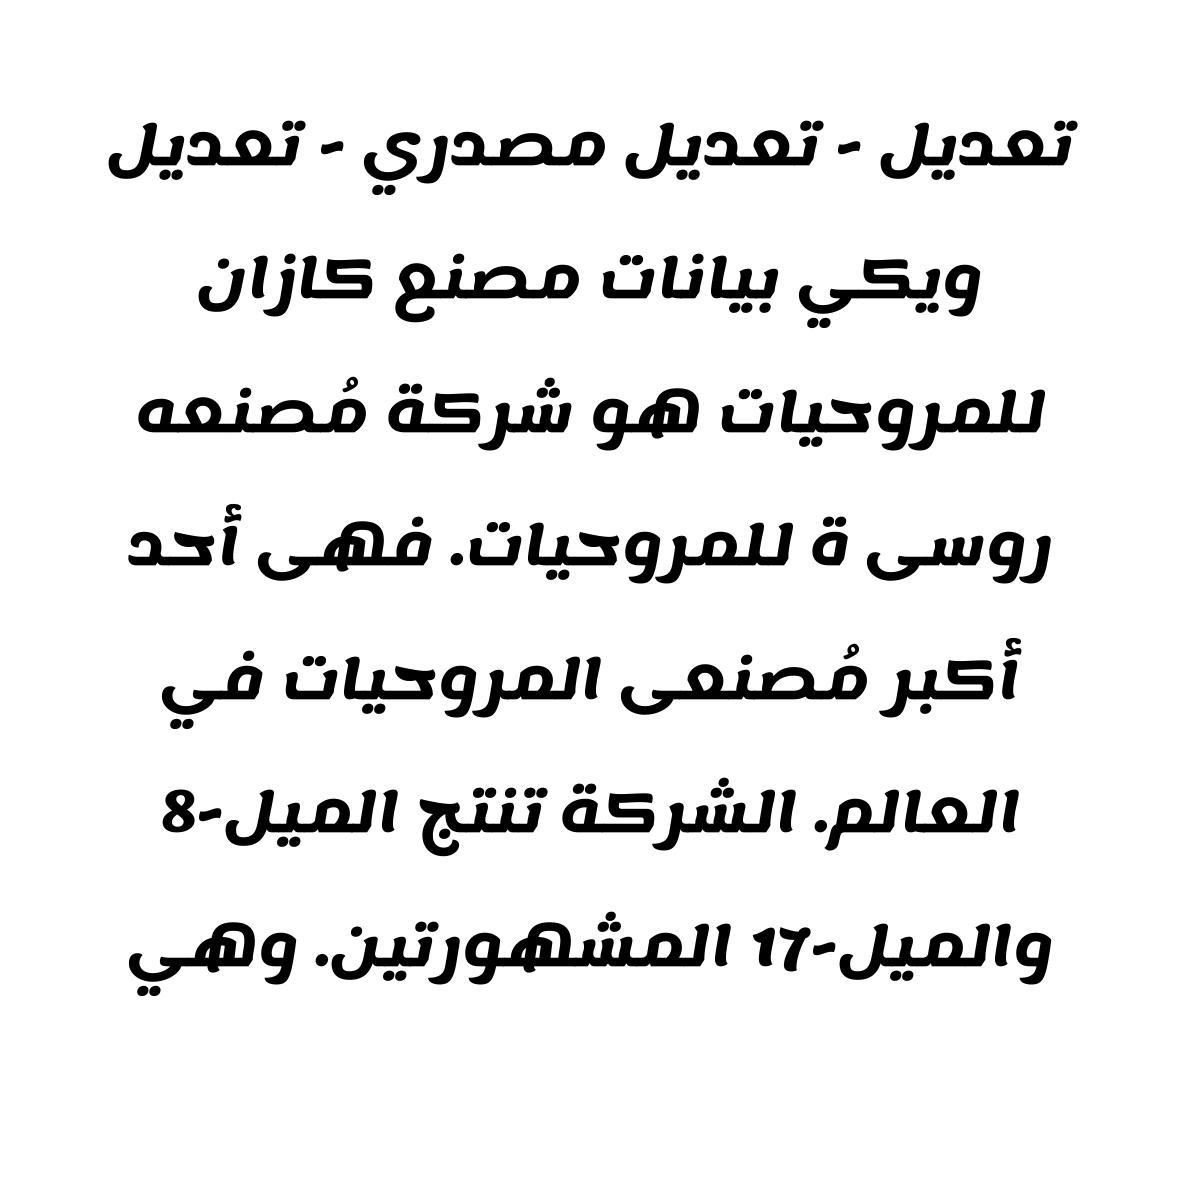 تعديل - تعديل مصدري - تعديل
ويكي بيانات مصنع كازان
للمروحيات هو شركة مُصنعه
روسى ة للمروحيات. فهى أحد
أكبر مُصنعى المروحيات في
العالم. الشركة تنتج الميل-8
والميل-17 المشهورتين. وهي